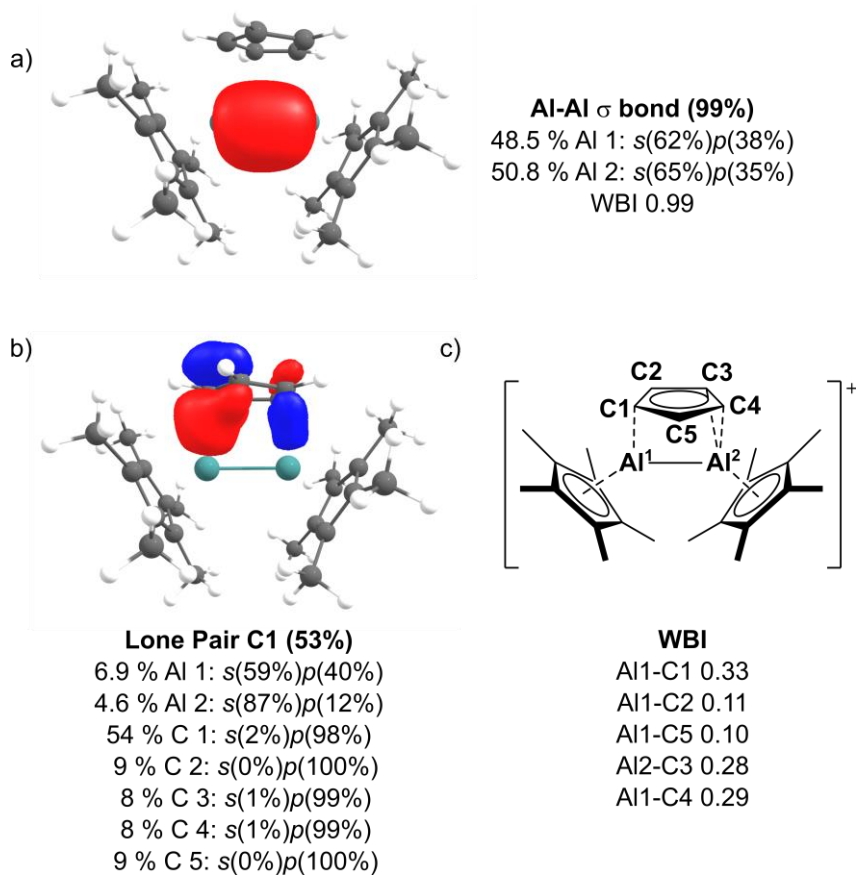 a)
Al-Al σ bond (99%)
48.5 % Al 1: s(62%)p(38%)
50.8 % Al 2: s(65%)p(35%)
WBI 0.99
b)
Lone Pair C1 (53%)
6.9 % Al 1: s(59%)p(40%)
4.6 % Al 2: s(87%)p(12%)
54 % C 1: s(2%)p(98%)
9 % C 2: s(0%)p(100%)
8 % C 3: s(1%)p(99%)
8 % C 4: s(1%)p(99%)
9 % C 5: s(0%)p(100%)
c)
+
C2
C3
C1
C4
C5
Al1
Al2
WBI
Al1-C1 0.33
Al1-C2 0.11
Al1-C5 0.10
Al2-C3 0.28
Al1-C4 0.29